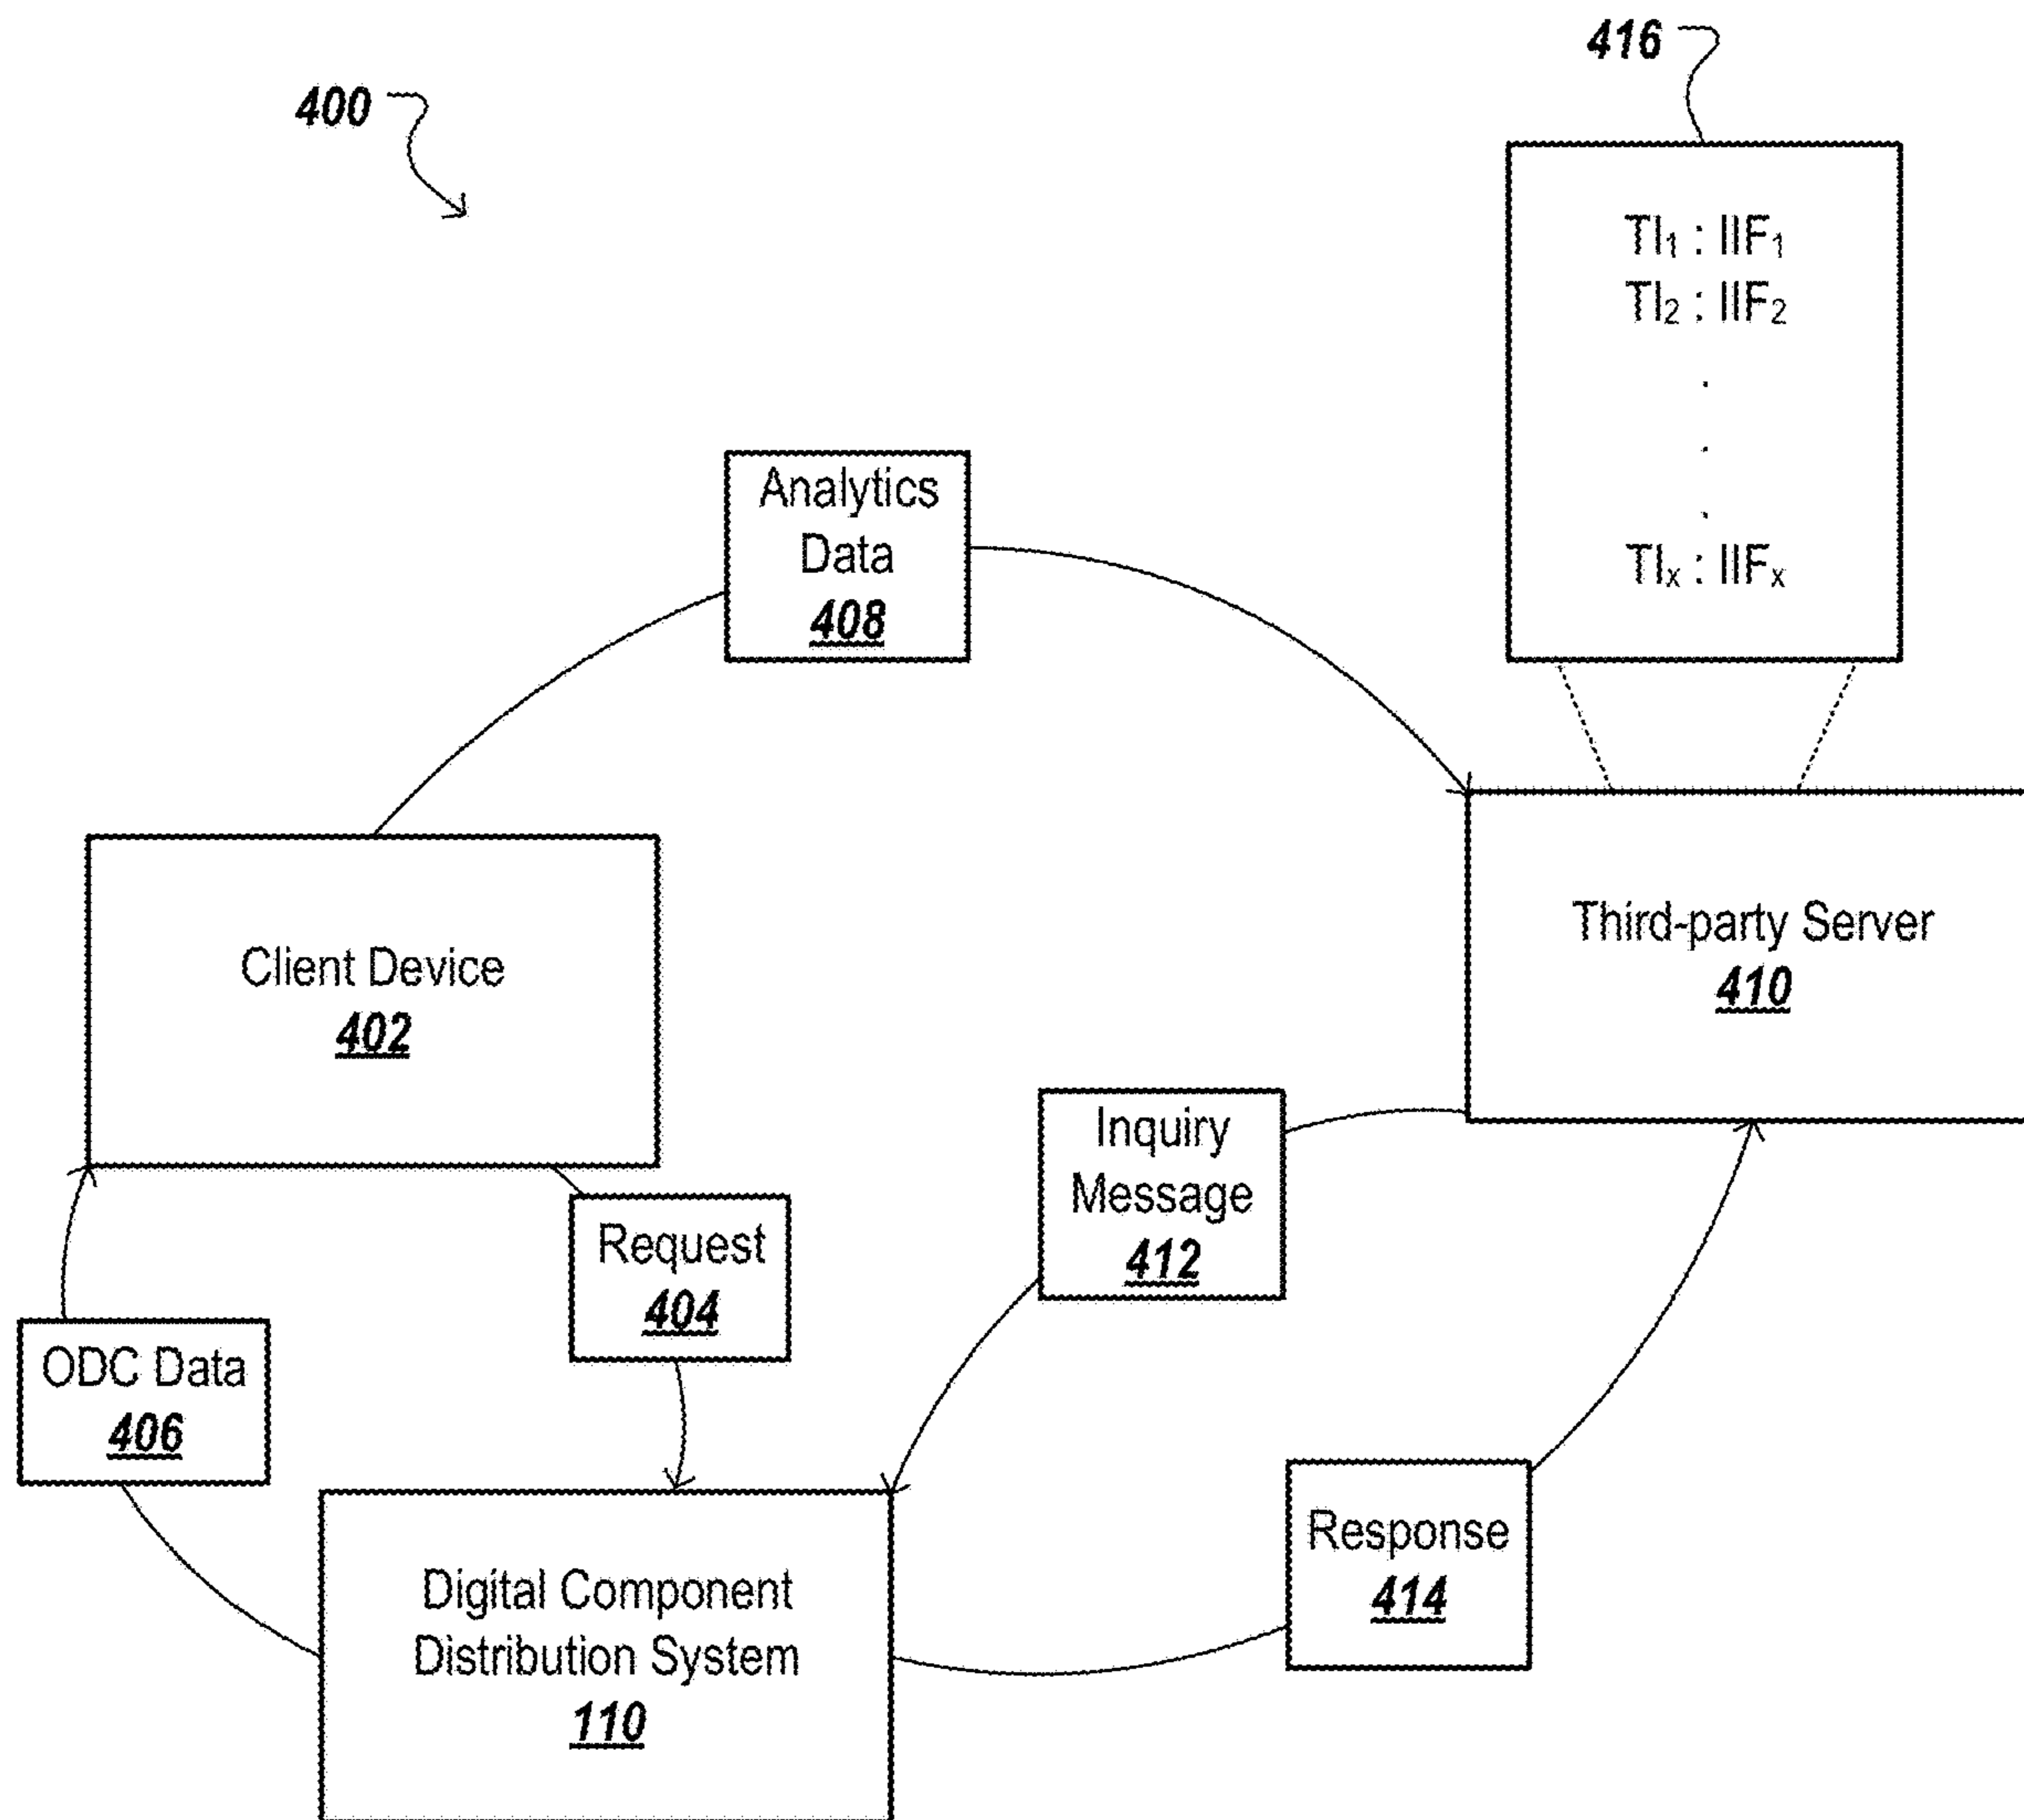 416
400
TI₁ : IIF₁
TI₂ : IIF₂
.
.
.
TIₓ : IIFₓ
Analytics
Data
408
Client Device
402
Third-party Server
410
Inquiry
Message
412
Request
404
ODC Data
406
Response
414
Digital Component
Distribution System
110